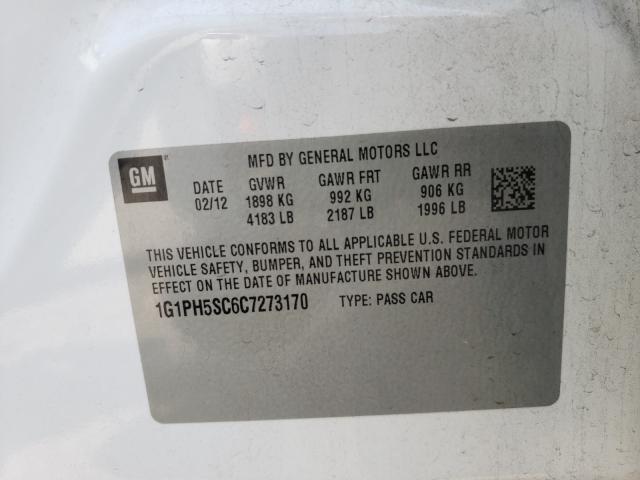 GM
MFD BY GENERAL MOTORS LLC
DATE GVWR GAWR FRT GAWR RR
02/12 1898 KG 992 KG 906 KG
4183 LB 2187 LB 1996 LB
THIS VEHICLE CONFORMS TO ALL APPLICABLE U.S. FEDERAL MOTOR
VEHICLE SAFETY, BUMPER, AND THEFT PREVENTION STANDARDS IN
EFFECT ON THE DATE OF MANUFACTURE SHOWN ABOVE.
1G1PH5SC6C7273170 TYPE: PASS CAR